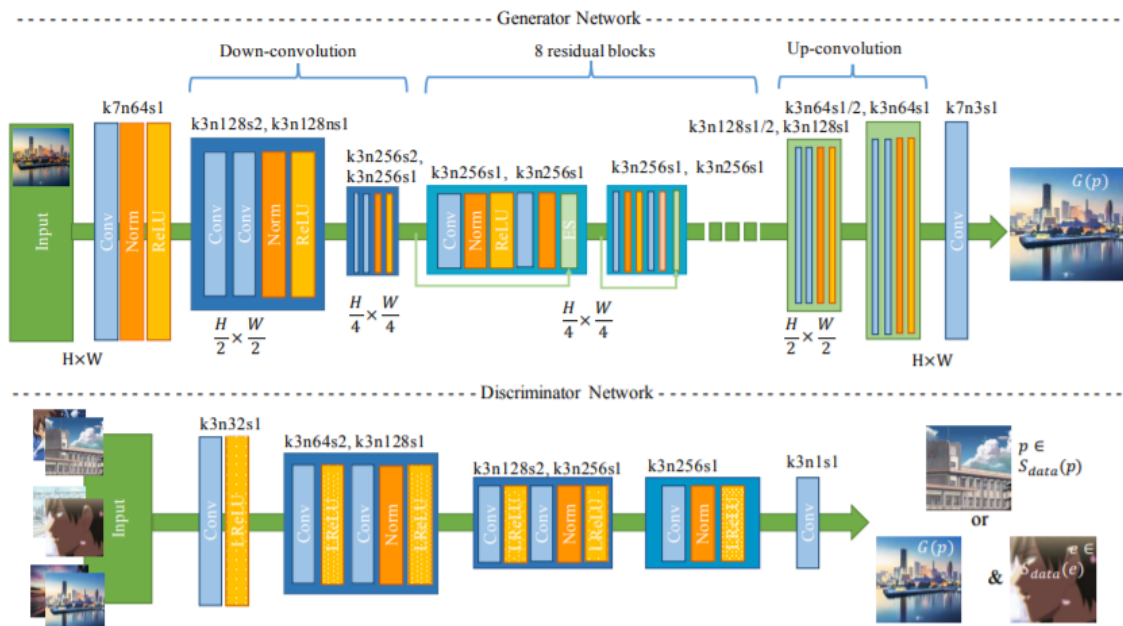 Generator Network
Down-convolution
8 residual blocks
Up-convolution
k7n64s1
k3n128s2, k3n128ns1
k3n256s2,
k3n256s1
k3n256s1, k3n256s1
k3n256s1, k3n256s1
k3n128s1/2, k3n128s1
k3n64s1/2, k3n64s1
k7n3s1
Input
Conv
Norm
ReLU
Conv
Conv
Norm
ReLU
Conv
Norm
ReLU
ES
Conv
G(p)
H×W
H/2 × W/2
H/4 × W/4
H/4 × W/4
H/2 × W/2
H×W
Discriminator Network
k3n32s1
k3n64s2, k3n128s1
k3n128s2, k3n256s1
k3n256s1
k3n1s1
Input
Conv
LReLU
Conv
LReLU
Conv
Norm
LReLU
Conv
LReLU
Conv
Norm
LReLU
Conv
Norm
LReLU
Conv
p ∈
S_data(p)
or
G(p)
&
e ∈
S_data(e)